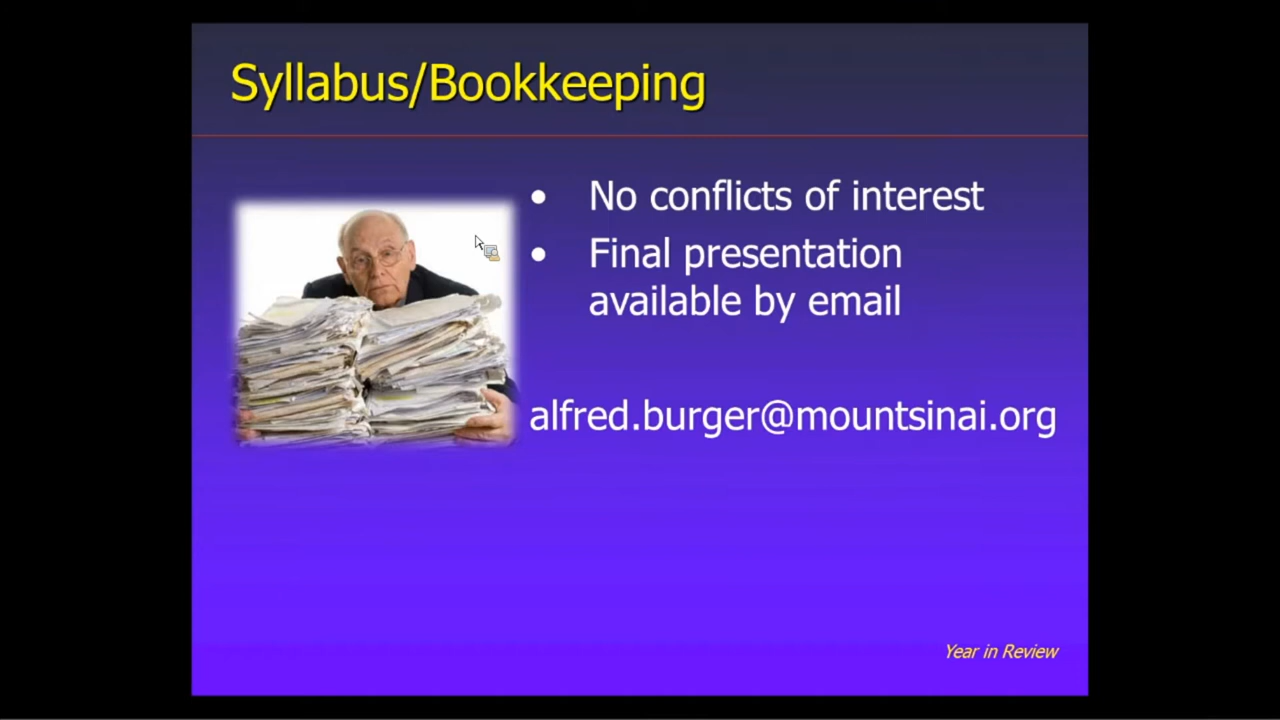 Syllabus/Bookkeeping
• No conflicts of interest
• Final presentation
available by email
alfred.burger@mountsinai.org
Year in Review